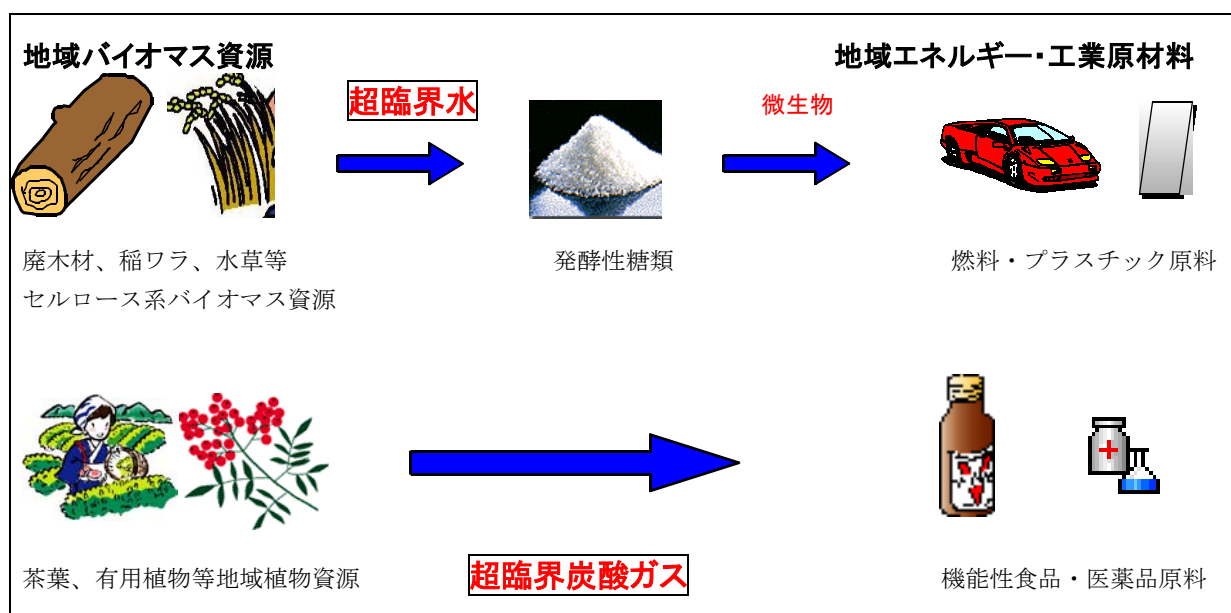 地域バイオマス資源
地域エネルギー・工業原材料
超臨界水
微生物
廃木材、稲ワラ、水草等
セルロース系バイオマス資源
発酵性糖類
燃料・プラスチック原料
茶葉、有用植物等地域植物資源
超臨界炭酸ガス
機能性食品・医薬品原料